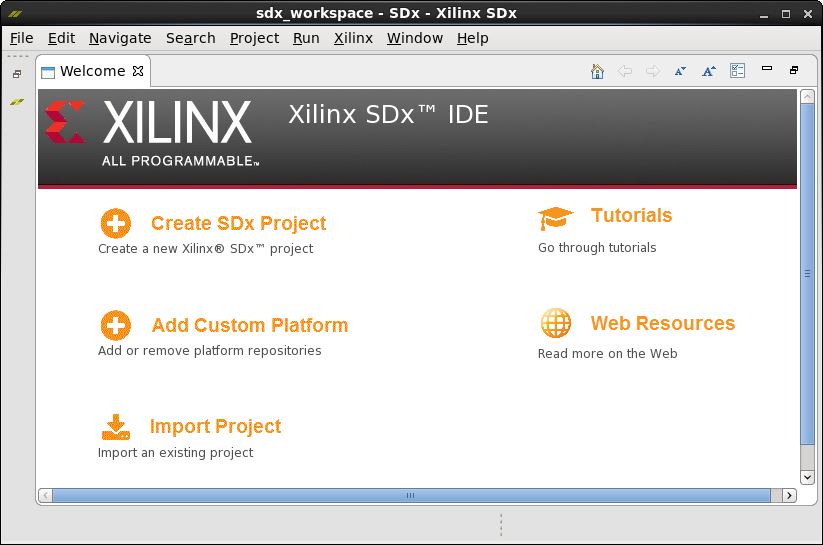 sdx_workspace - SDx - Xilinx SDx
File Edit Navigate Search Project Run Xilinx Window Help
Welcome
XILINX
ALL PROGRAMMABLE™
Xilinx SDx™ IDE
Create SDx Project
Create a new Xilinx® SDx™ project
Tutorials
Go through tutorials
Add Custom Platform
Add or remove platform repositories
Web Resources
Read more on the Web
Import Project
Import an existing project